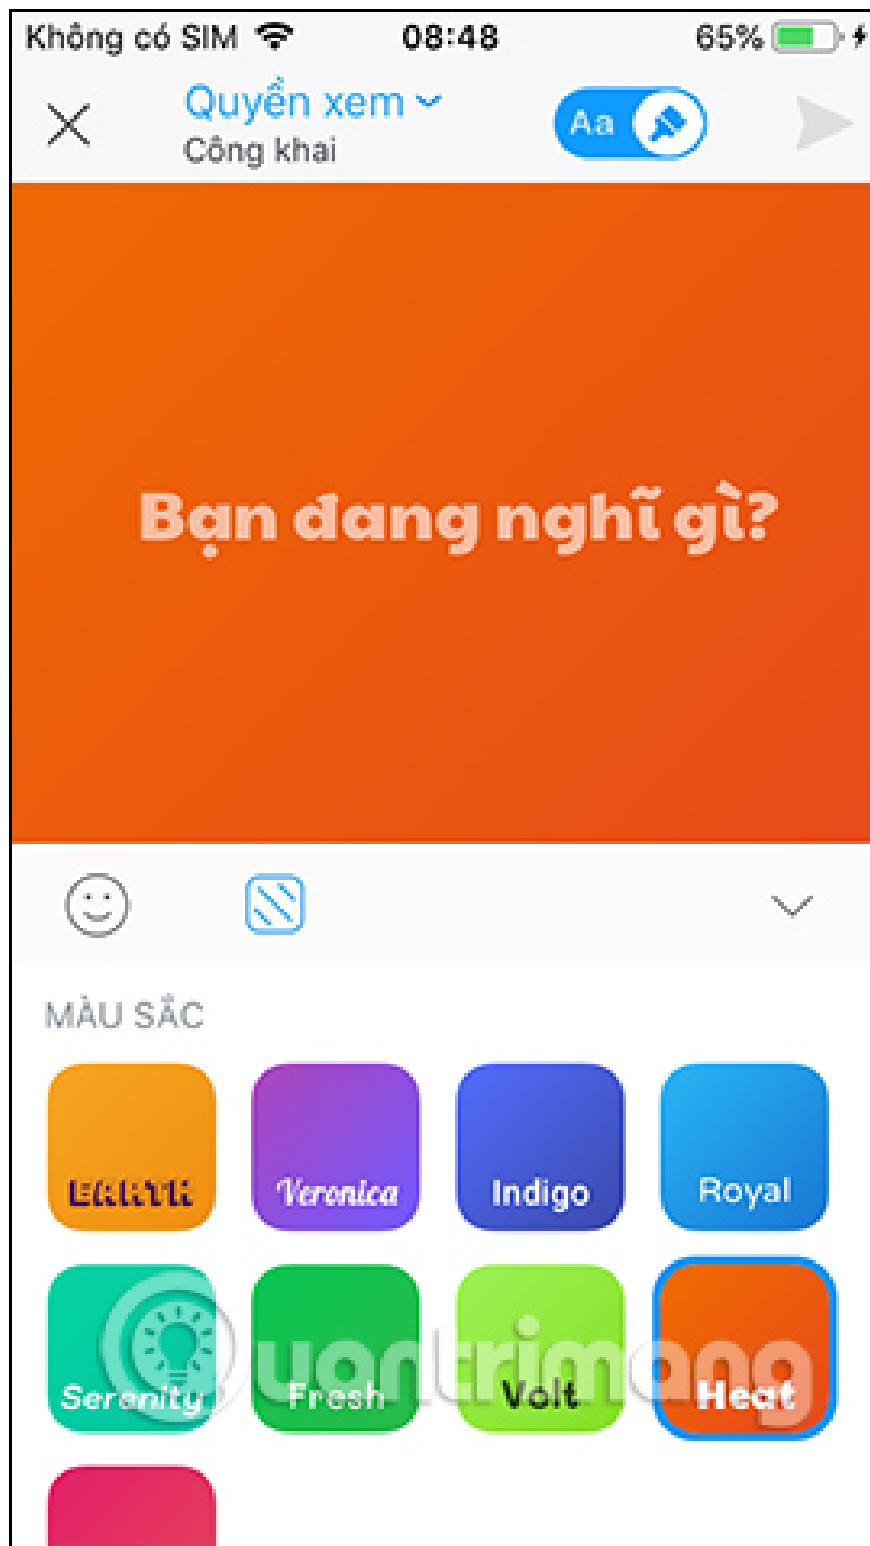 Không có SIM 08:48 65%
Quyền xem
Công khai
Aa
Bạn đang nghĩ gì?
MÀU SẮC
EARTH Veronica Indigo Royal
Serenity Fresh Volt Heat
Quantrimang